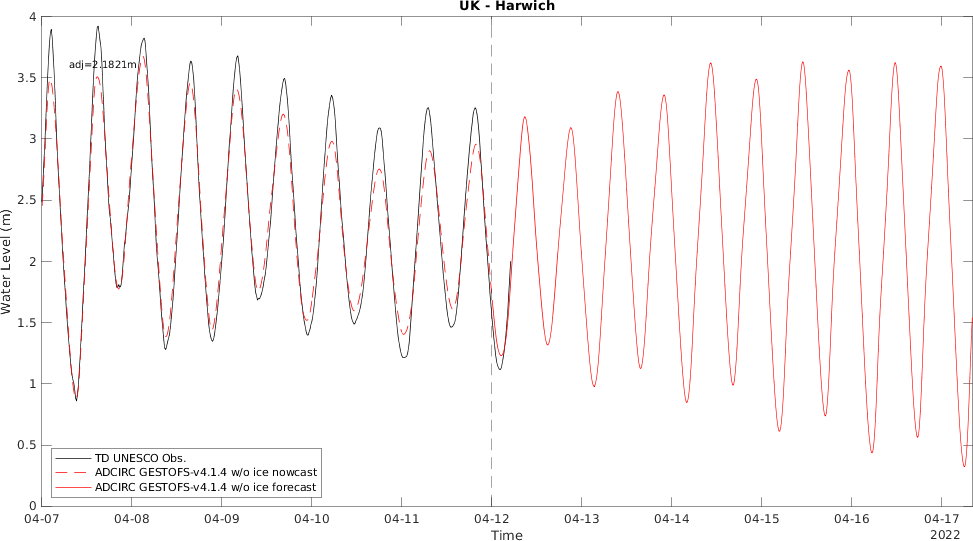 UK - Harwich
4
3.5
3
2.5
2
1.5
1
0.5
0
Water Level (m)
adj=2.1821m
TD UNESCO Obs.
ADCIRC GESTOFS-v4.1.4 w/o ice nowcast
ADCIRC GESTOFS-v4.1.4 w/o ice forecast
04-07 04-08 04-09 04-10 04-11 04-12 04-13 04-14 04-15 04-16 04-17
Time
2022